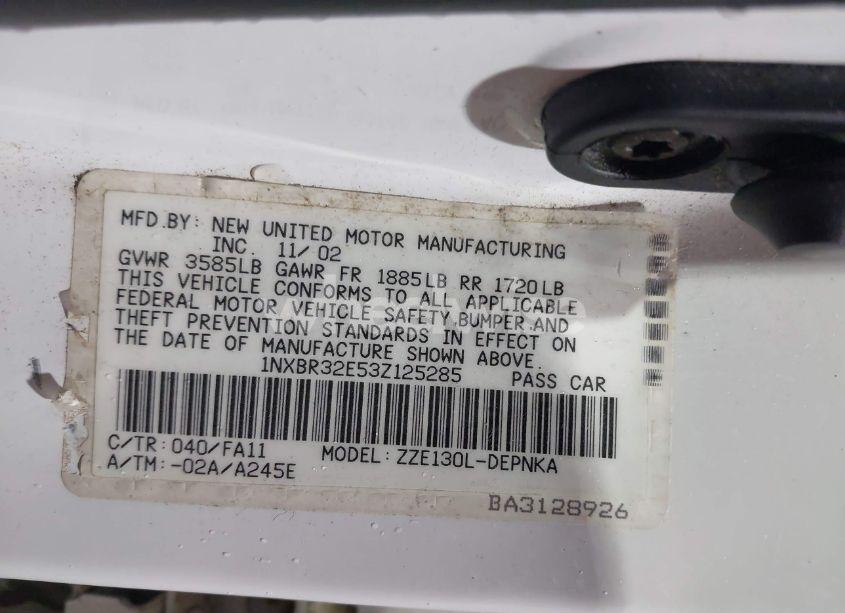 MFD.BY: NEW UNITED MOTOR MANUFACTURING
INC. 11/02
GVWR 3585LB GAWR FR 1885LB RR 1720LB
THIS VEHICLE CONFORMS TO ALL APPLICABLE
FEDERAL MOTOR VEHICLE SAFETY,BUMPER,AND
THEFT PREVENTION STANDARDS IN EFFECT ON
THE DATE OF MANUFACTURE SHOWN ABOVE.
1NXBR32E53Z125285 PASS CAR
C/TR: 040/FA11 MODEL: ZZE130L-DEPNKA
A/TM: -02A/A245E
BA3128926